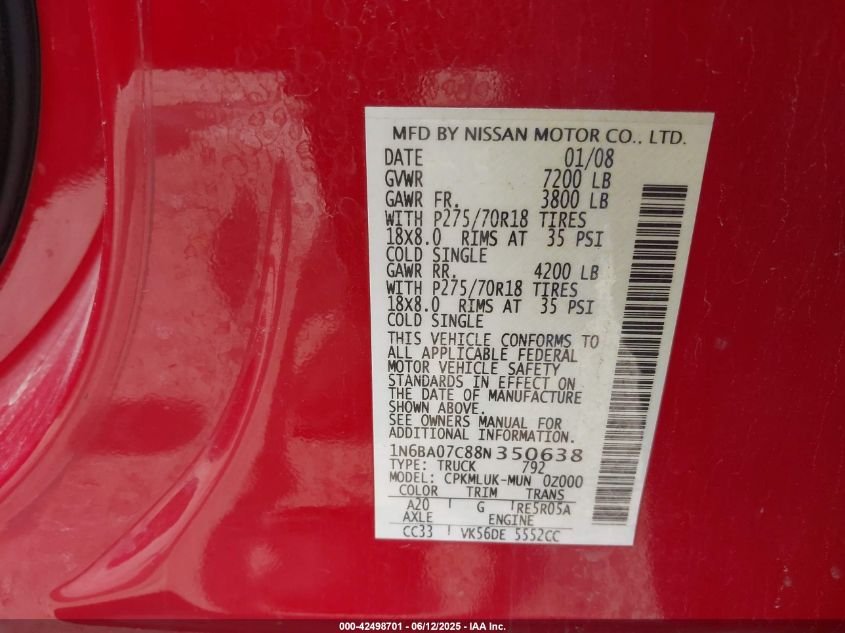 MFD BY NISSAN MOTOR CO., LTD.
DATE 01/08
GVWR 7200 LB
GAWR FR. 3800 LB
WITH P275/70R18 TIRES
18X8.0 RIMS AT 35 PSI
COLD SINGLE
GAWR RR. 4200 LB
WITH P275/70R18 TIRES
18X8.0 RIMS AT 35 PSI
COLD SINGLE
THIS VEHICLE CONFORMS TO
ALL APPLICABLE FEDERAL
MOTOR VEHICLE SAFETY
STANDARDS IN EFFECT ON
THE DATE OF MANUFACTURE
SHOWN ABOVE.
SEE OWNERS MANUAL FOR
ADDITIONAL INFORMATION.
1N6BA07C88N350638
TYPE: TRUCK 792
MODEL: CPKMLUK-MUN OZ000
COLOR TRIM TRANS
A20 G RE5R05A
AXLE ENGINE
CC33 VK56DE 5552CC
000-42498701 - 06/12/2025 - IAA Inc.